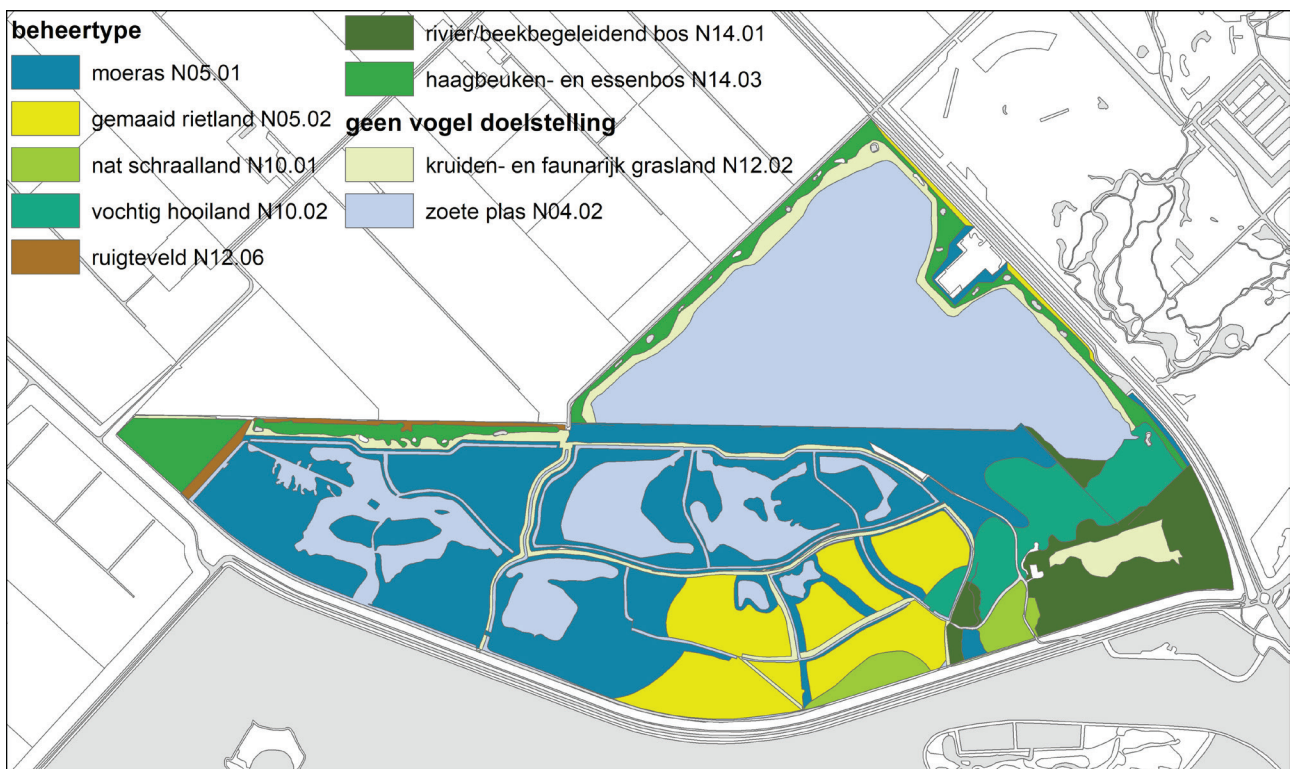 beheertype
moeras N05.01
gemaaid rietland N05.02
nat schraalland N10.01
vochtig hooiland N10.02
ruigteveld N12.06
rivier/beekbegeleidend bos N14.01
haagbeuken- en essenbos N14.03
geen vogel doelstelling
kruiden- en faunarijk grasland N12.02
zoete plas N04.02